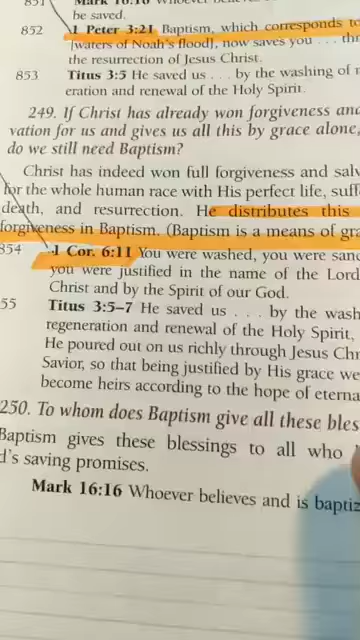 851 Mark 16:16 Whoever believes
be saved.
852 1 Peter 3:21 Baptism, which corresponds to
[waters of Noah's flood], now saves you . . . thr
the resurrection of Jesus Christ.
853 Titus 3:5 He saved us . . . by the washing of r
eration and renewal of the Holy Spirit.
249. If Christ has already won forgiveness and
vation for us and gives us all this by grace alone,
do we still need Baptism?
Christ has indeed won full forgiveness and salv
for the whole human race with His perfect life, suff
death, and resurrection. He distributes this
forgiveness in Baptism. (Baptism is a means of gra
854 1 Cor. 6:11 You were washed, you were sanc
you were justified in the name of the Lord
Christ and by the Spirit of our God.
55 Titus 3:5–7 He saved us . . . by the wash
regeneration and renewal of the Holy Spirit,
He poured out on us richly through Jesus Chr
Savior, so that being justified by His grace we
become heirs according to the hope of eterna
250. To whom does Baptism give all these bles
Baptism gives these blessings to all who
d's saving promises.
Mark 16:16 Whoever believes and is baptiz